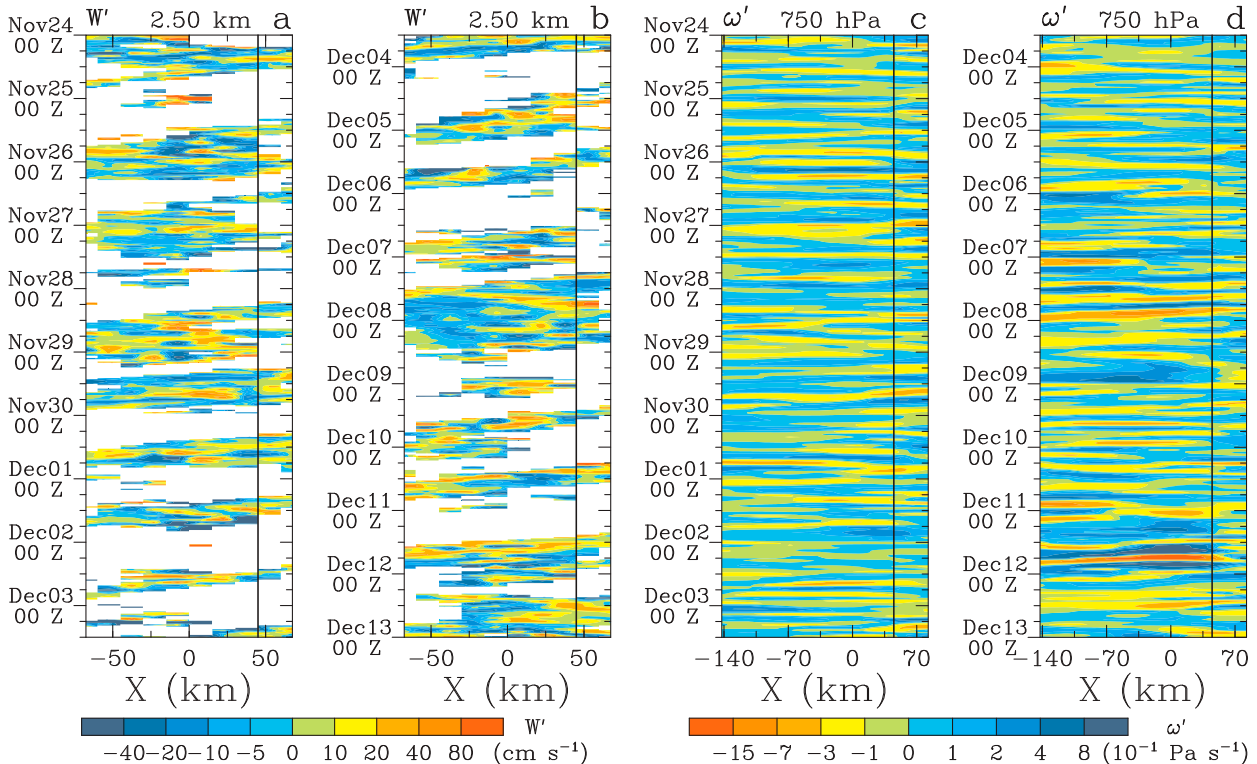 W' 2.50 km a
W' 2.50 km b
ω' 750 hPa c
ω' 750 hPa d
Nov24
00 Z
Nov25
00 Z
Nov26
00 Z
Nov27
00 Z
Nov28
00 Z
Nov29
00 Z
Nov30
00 Z
Dec01
00 Z
Dec02
00 Z
Dec03
00 Z
−50 0 50
X (km)
Dec04
00 Z
Dec05
00 Z
Dec06
00 Z
Dec07
00 Z
Dec08
00 Z
Dec09
00 Z
Dec10
00 Z
Dec11
00 Z
Dec12
00 Z
Dec13
00 Z
−50 0 50
X (km)
Nov24
00 Z
Nov25
00 Z
Nov26
00 Z
Nov27
00 Z
Nov28
00 Z
Nov29
00 Z
Nov30
00 Z
Dec01
00 Z
Dec02
00 Z
Dec03
00 Z
−140 −70 0 70
X (km)
Dec04
00 Z
Dec05
00 Z
Dec06
00 Z
Dec07
00 Z
Dec08
00 Z
Dec09
00 Z
Dec10
00 Z
Dec11
00 Z
Dec12
00 Z
Dec13
00 Z
−140 −70 0 70
X (km)
W'
−40 −20 −10 −5 0 10 20 40 80 (cm s⁻¹)
ω'
−15 −7 −3 −1 0 1 2 4 8 (10⁻¹ Pa s⁻¹)